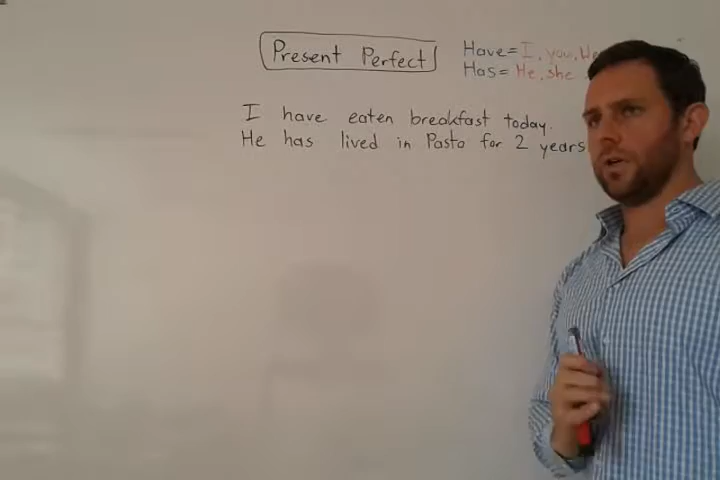 Present Perfect
Have= I, you, We
Has= He, she
I have eaten breakfast today.
He has lived in Pasto for 2 years